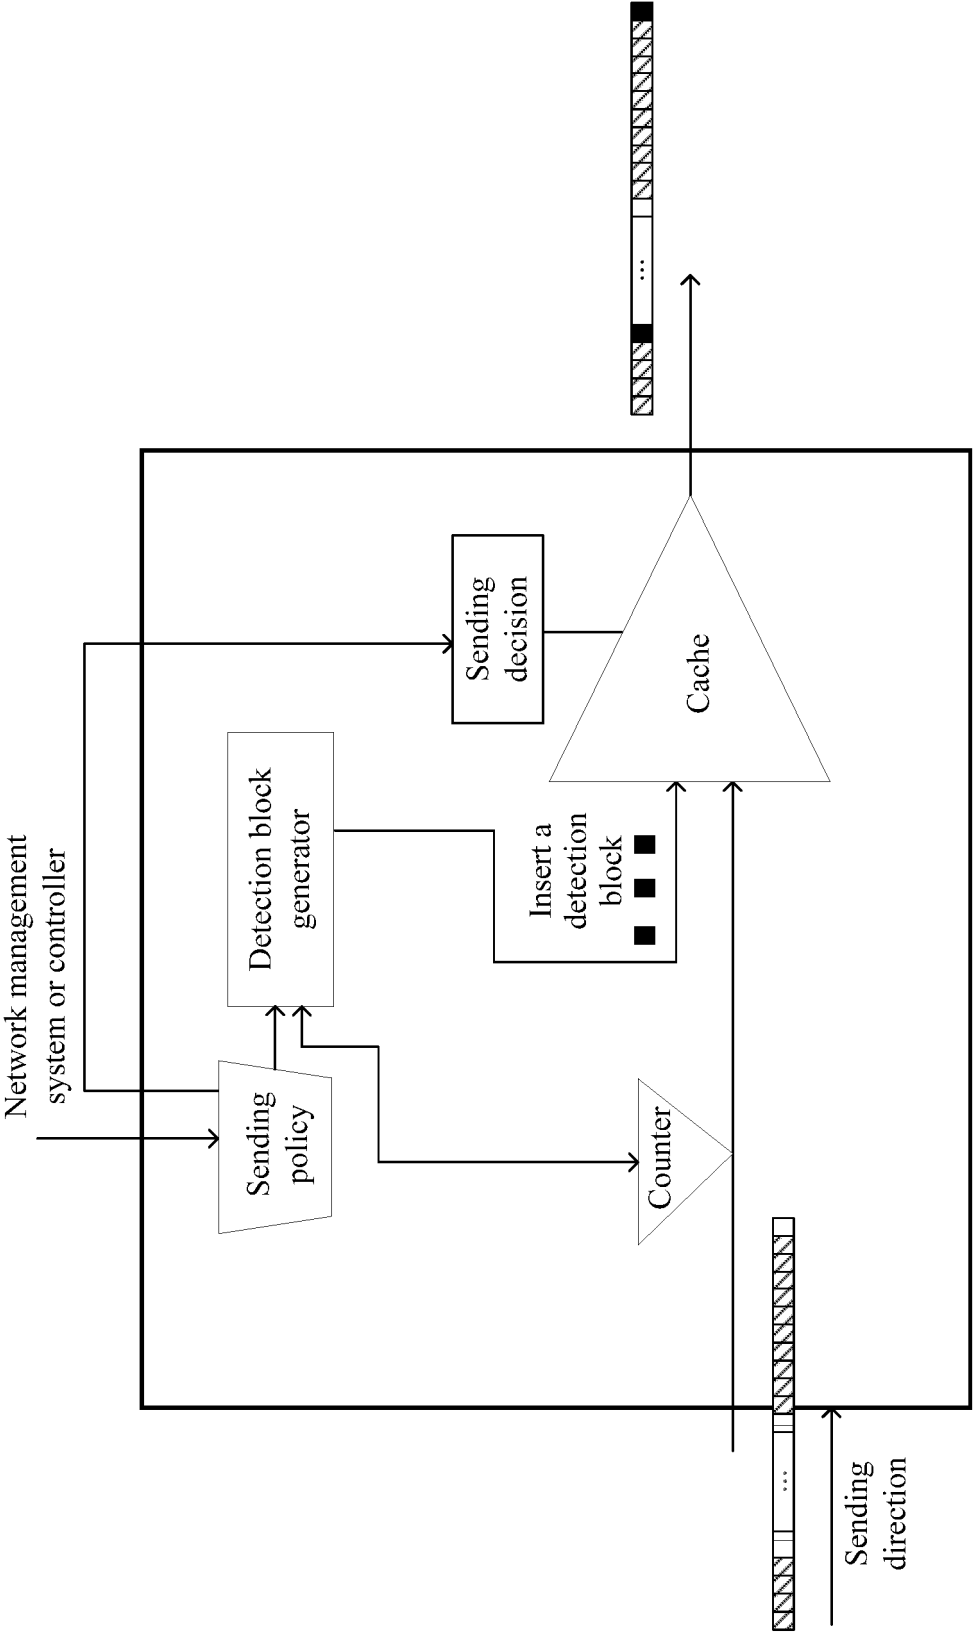 Network management
system or controller
Sending
policy
Detection block
generator
Sending
decision
Insert a
detection
block
Counter
Cache
...
...
Sending
direction